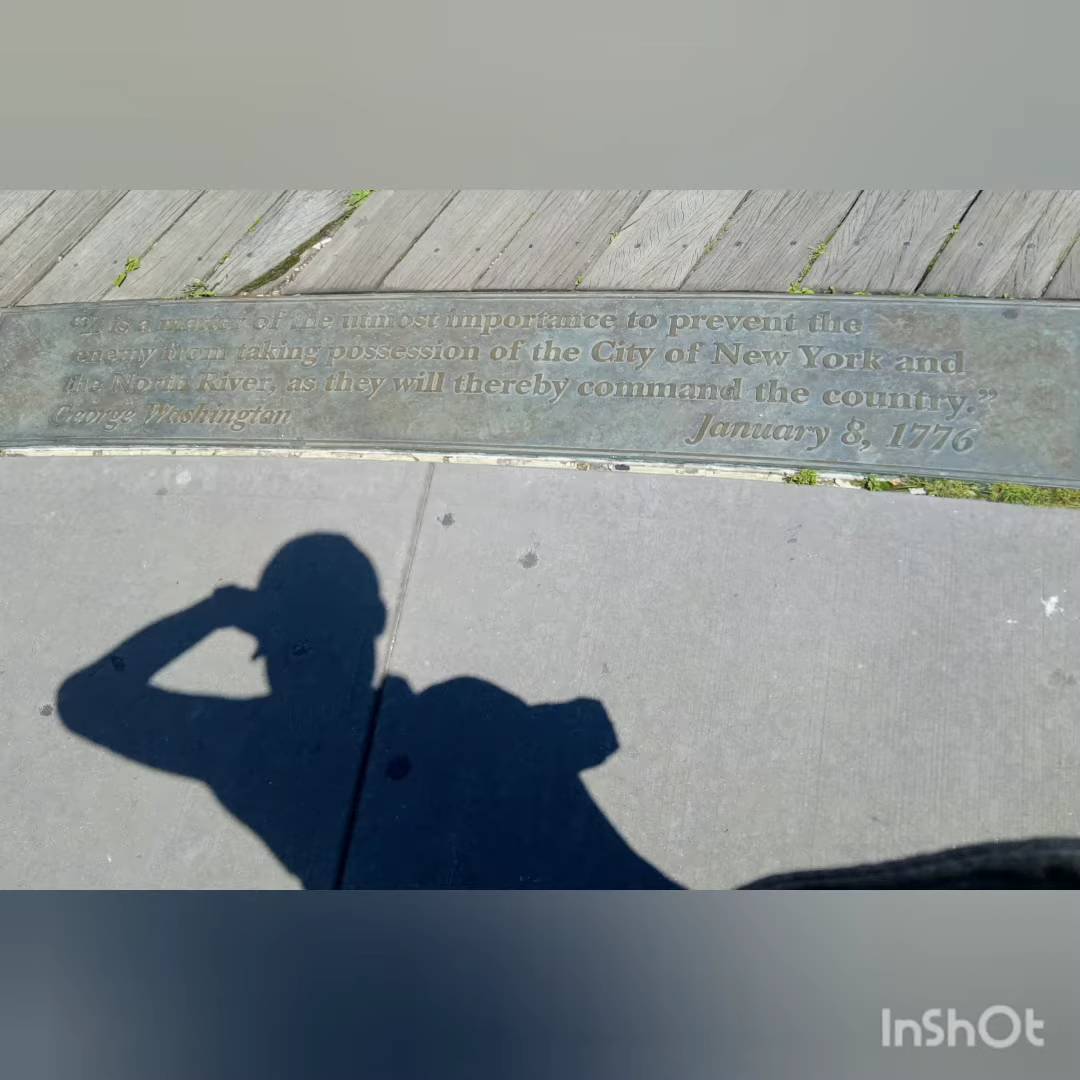 "It is a matter of the utmost importance to prevent the
enemy from taking possession of the City of New York and
the North River, as they will thereby command the country."
George Washington
January 8, 1776
InShOt